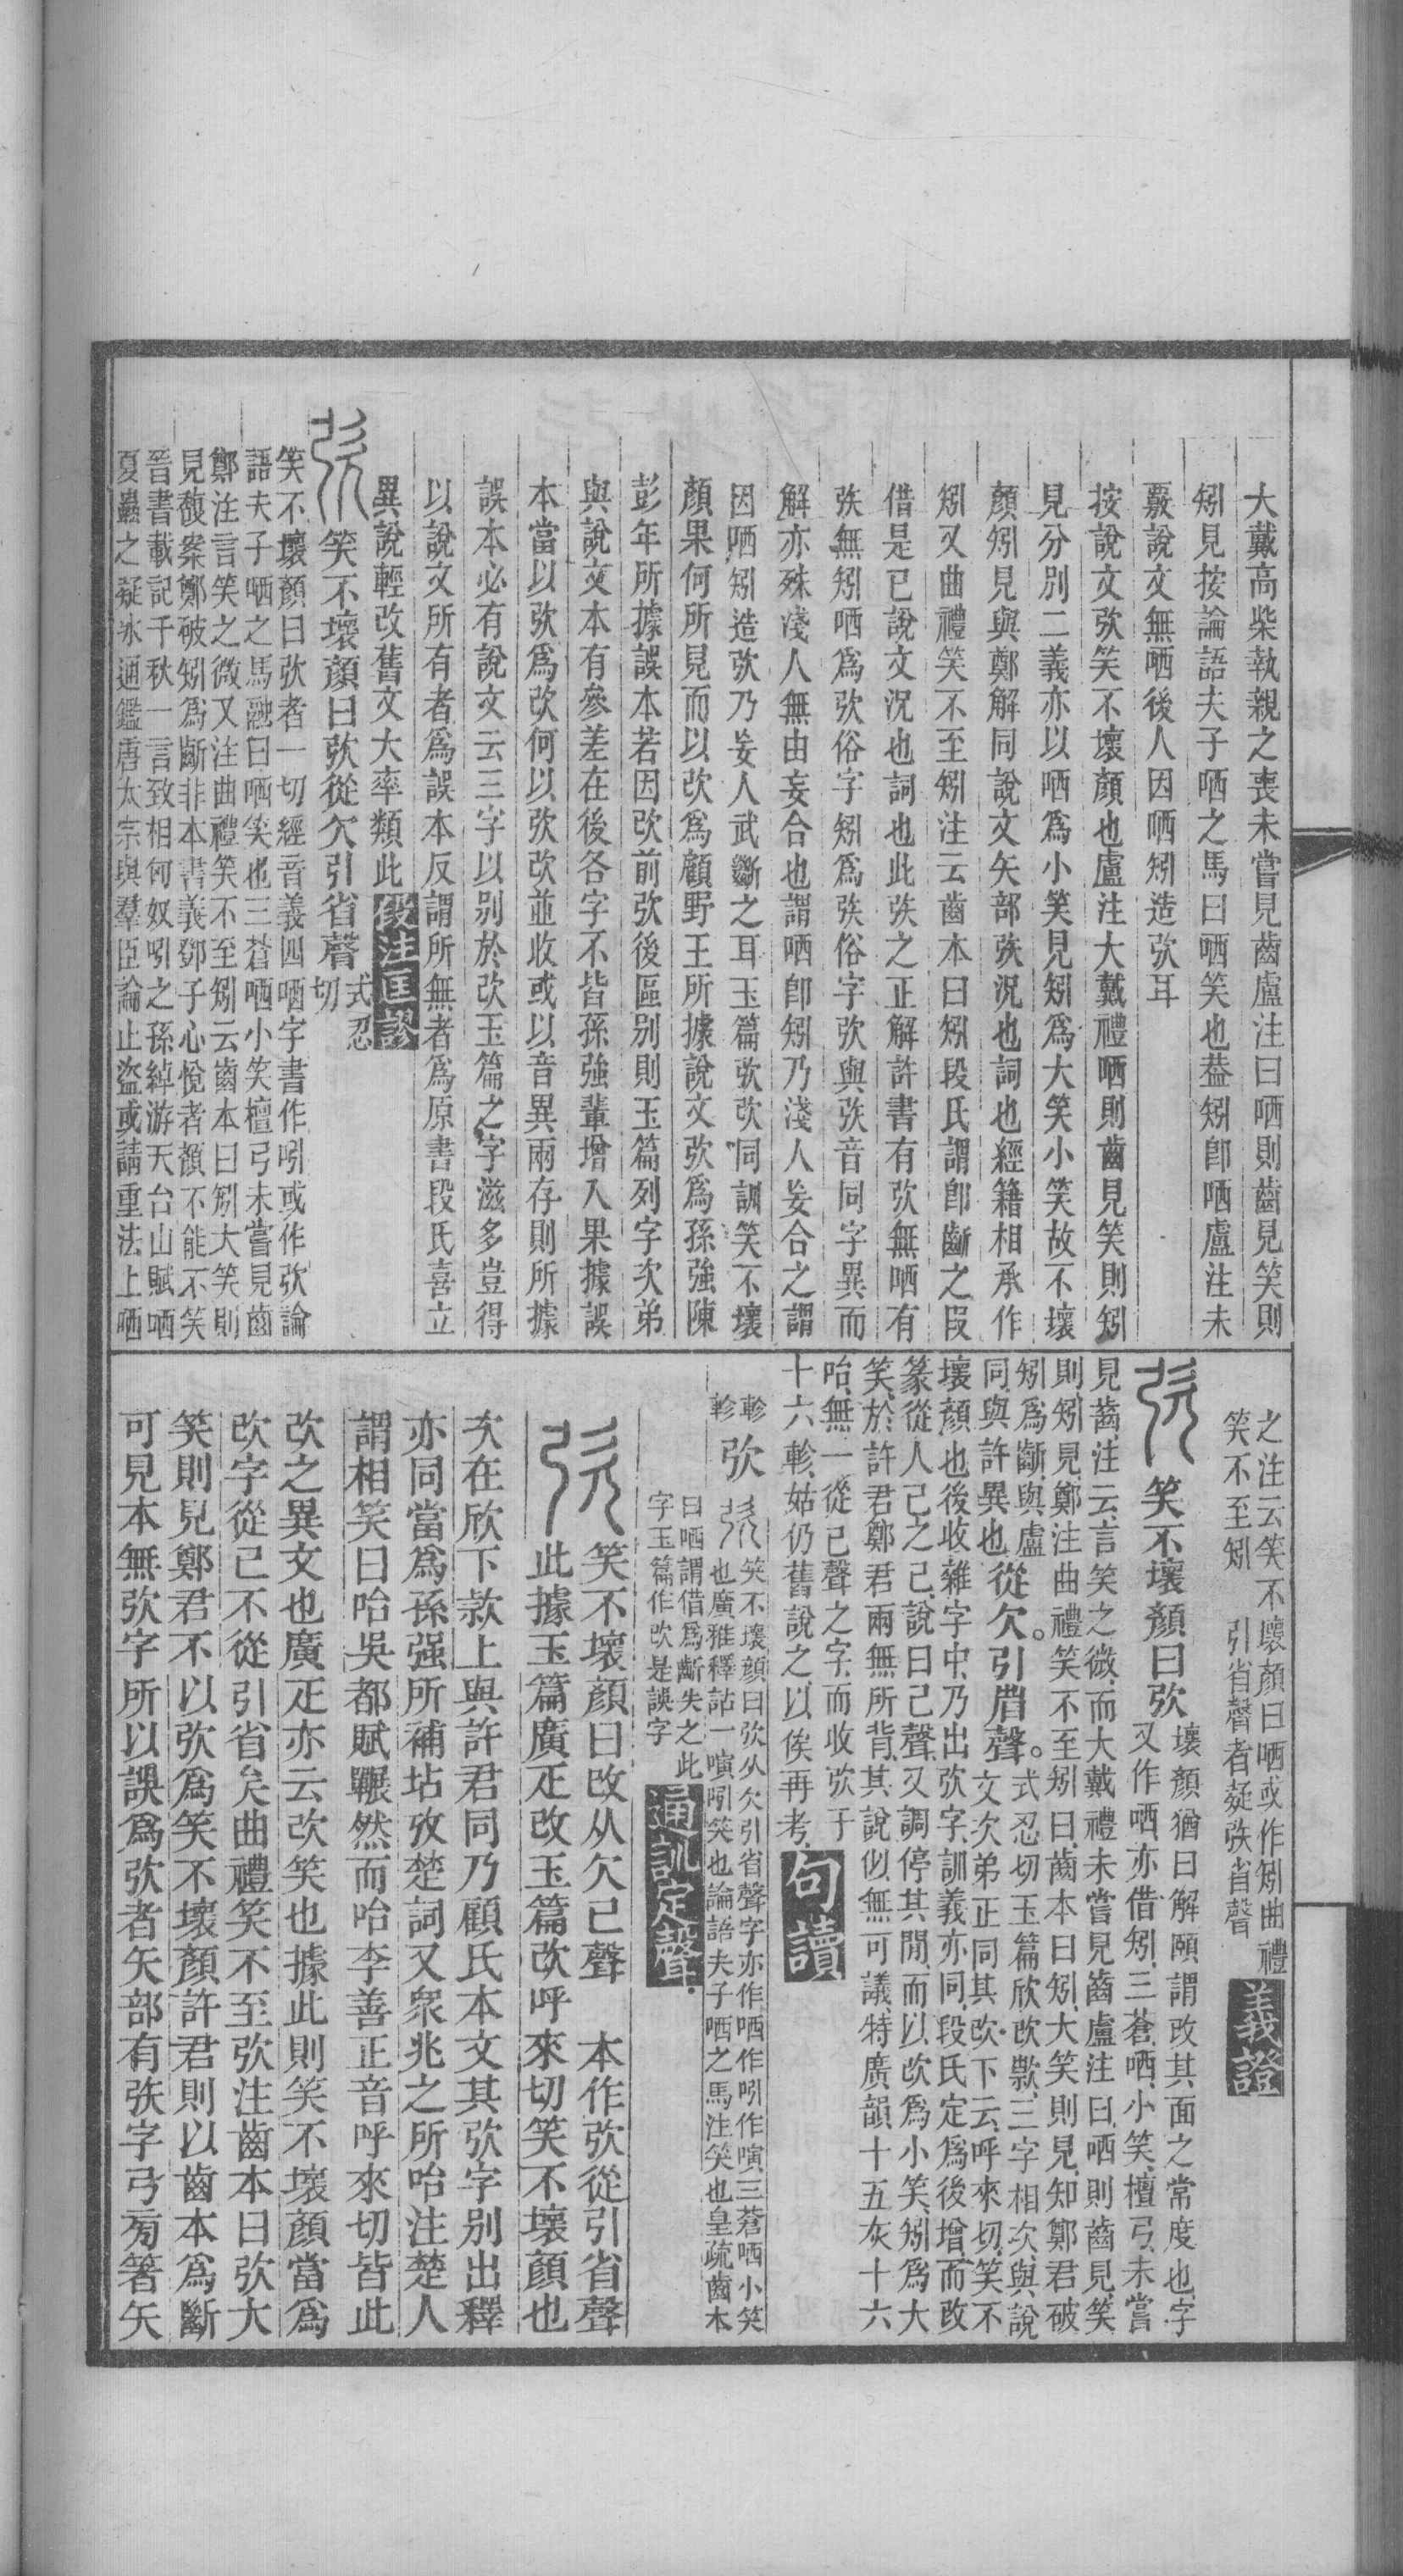 大戴高柴執親之喪未嘗見齒盧注曰哂則齒見笑則
矧見按論語夫子哂之馬曰哂笑也葢矧卽哂盧注未
覈說文無哂後人因哂矧造弞耳
按說文弞笑不壞顏也盧注大戴禮哂則齒見笑則矧
見分別二義亦以哂爲小笑見矧爲大笑小笑故不壞
顏矧見與鄭解同說文矢部矤況也詞也經籍相承作
矧又曲禮笑不至矧注云齒本曰矧段氏謂卽齗之叚
借是已說文況也詞也此矤之正解許書有弞無哂有
矤無矧哂爲弞俗字矧爲矤俗字弞與矤音同字異而
解亦殊淺人無由妄合也謂哂卽矧乃淺人妄合之謂
因哂矧造弞乃妄人武斷之耳玉篇弞㰦同訓笑不壞
顏果何所見而以㰦爲顧野王所據說文弞爲孫強陳
彭年所據誤本若因㰦前弞後區別則玉篇列字次弟
與說文本有參差在後各字不皆孫強輩增入果據誤
本當以弞爲㰦何以弞㰦並收或以音異兩存則所據
誤本必有說文云三字以別於㰦玉篇之字滋多豈得
以說文所有者爲誤本反謂所無者爲原書段氏喜立
異說輕改舊文大率類此段注匡謬
弞笑不壞顏曰弞從欠引省聲式忍切
笑不壞顏曰弞者一切經音義四哂字書作吲或作弞論
語夫子哂之馬融曰哂笑也三蒼哂小笑檀弓未嘗見齒
鄭注言笑之微又注曲禮笑不至矧云齒本曰矧大笑則
見馥案鄭破矧爲齗非本書義鄧子心悅者顏不能不笑
晉書載記千秋一言致相匈奴吲之孫綽游天台山賦哂
夏蟲之疑冰通鑑唐太宗與羣臣論止盜或請重法上哂
之注云笑不壞顏曰哂或作矧曲禮
笑不至矧 引省聲者疑矤省聲義證
弞笑不壞顏曰弞
壞顏猶曰解頤謂改其面之常度也字
又作哂亦借矧三蒼哂小笑檀弓未嘗
見齒注云言笑之微而大戴禮未嘗見齒盧注曰哂則齒見笑
則矧見鄭注曲禮笑不至矧曰齒本曰矧大笑則見知鄭君破
矧爲齗與盧
同與許異也從欠引省聲
式忍切玉篇欣㰦款三字相次與說
文次弟正同其㰦下云呼來切笑不
壞顏也後收雜字中乃出弞字訓義亦同段氏定爲後增而改
篆從人己之己說曰己聲又調停其閒而以㰦爲小笑矧爲大
笑於許君鄭君兩無所背其說似無可議特廣韻十五灰十六
咍無一從已聲之字而收弞于
十六軫姑仍舊說之以俟再考句讀
軫
軫 弞
弞笑不壞顏曰弞从欠引省聲字亦作哂作吲作㖶三蒼哂小笑
也廣雅釋詁一㖶吲笑也論語夫子哂之馬注笑也皇疏齒本
曰哂謂借爲齗失之此
字玉篇作㰦是誤字通訓定聲
弞笑不壞顏曰㰦从欠己聲 本作弞從引省聲
此據玉篇廣疋改玉篇㰦呼來切笑不壞顏也
次在欣下款上與許君同乃顧氏本文其弞字別出釋
亦同當爲孫强所補坫攷楚詞又衆兆之所咍注楚人
謂相笑曰咍吳都賦囅然而咍李善正音呼來切皆此
㰦之異文也廣疋亦云㰦笑也據此則笑不壞顏當爲
㰦字從己不從引省矣曲禮笑不至弞注齒本曰弞大
笑則見鄭君不以弞爲笑不壞顏許君則以齒本爲齗
可見本無弞字所以誤爲弞者矢部有矤字弓㫄箸矢